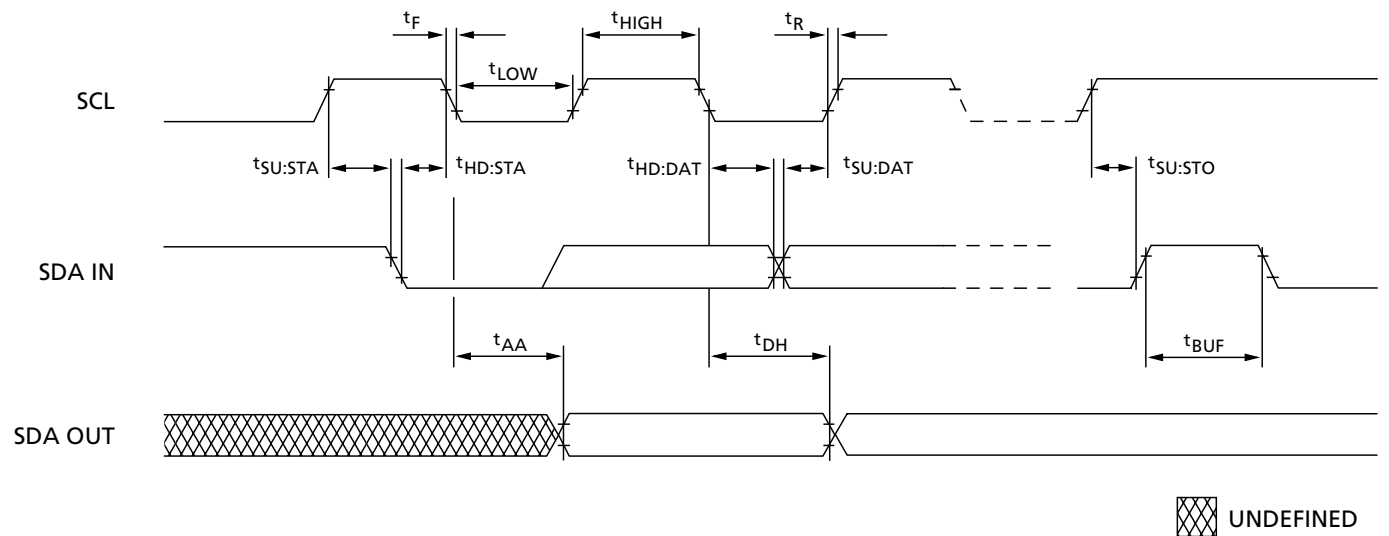 tF
tHIGH
tR
tLOW
SCL
tSU:STA
tHD:STA
tHD:DAT
tSU:DAT
tSU:STO
SDA IN
tAA
tDH
tBUF
SDA OUT
UNDEFINED